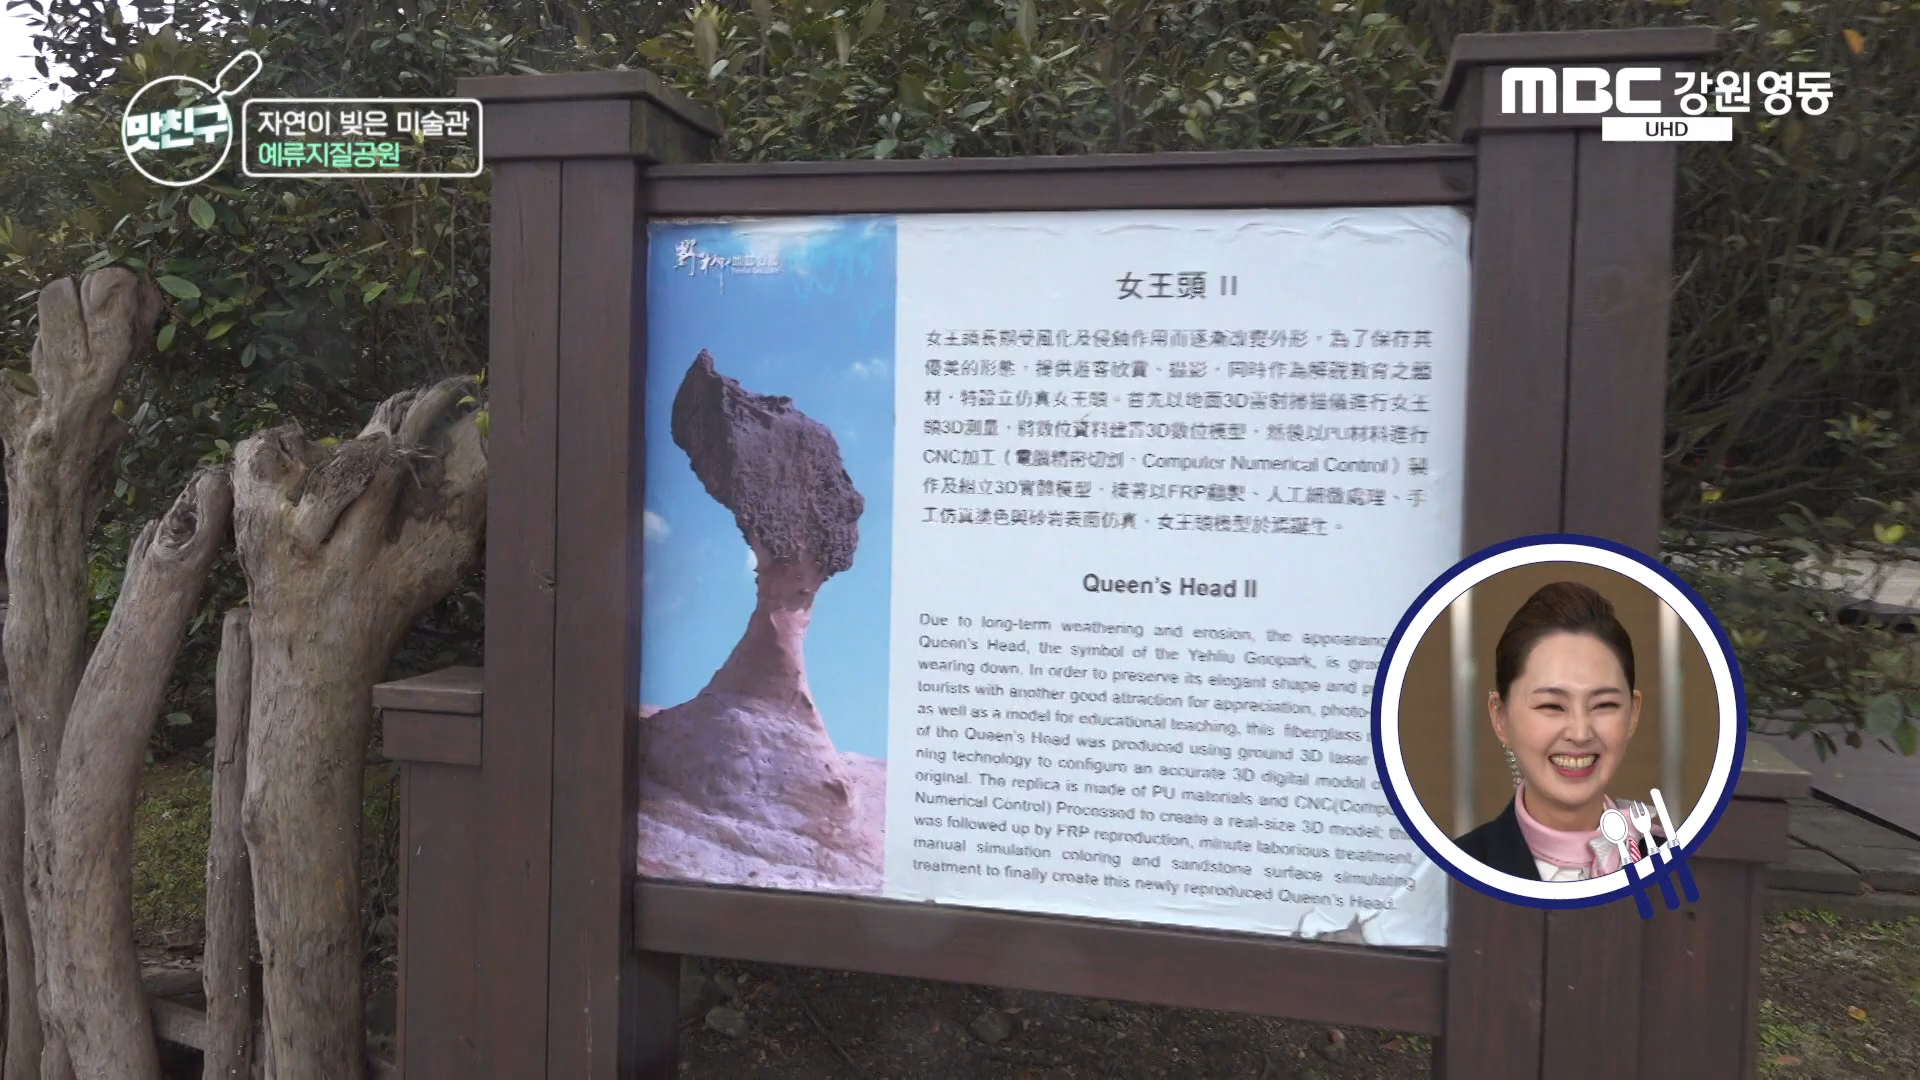 맛친구
자연이 빚은 미술관
예류지질공원
MBC 강원영동
UHD
野柳地質公園
女王頭 II
女王頭長期受風化及侵蝕作用而逐漸改變外形，為了保存其
優美的形態，提供遊客欣賞、攝影，同時作為解說教育之題
材，特設立仿真女王頭。首先以地面3D雷射掃描儀進行女王
頭3D測量，將數位資料建置3D數位模型，然後以PU材料進行
CNC加工（電腦精密切割，Computer Numerical Control）製
作及組立3D實體模型，接著以FRP翻製、人工細微處理、手
工仿真塗色與砂岩表面仿真，女王頭模型於焉誕生。
Queen's Head II
Due to long-term weathering and erosion, the
Queen's Head, the symbol of the Yehliu Geopark, is
wearing down. In order to preserve its elegant shape and
tourists with another good attraction for appreciation, photo-
as well as a model for educational teaching, this fiberglass
of the Queen's Head was produced using ground 3D laser
ning technology to configure an accurate 3D digital model
original. The replica is made of PU materials and CNC(
Numerical Control) Processed to create a real-size 3D model;
was followed up by FRP reproduction, minute laborious treatment,
manual simulation coloring and sandstone surface simulating
treatment to finally create this newly reproduced Queen's Head.